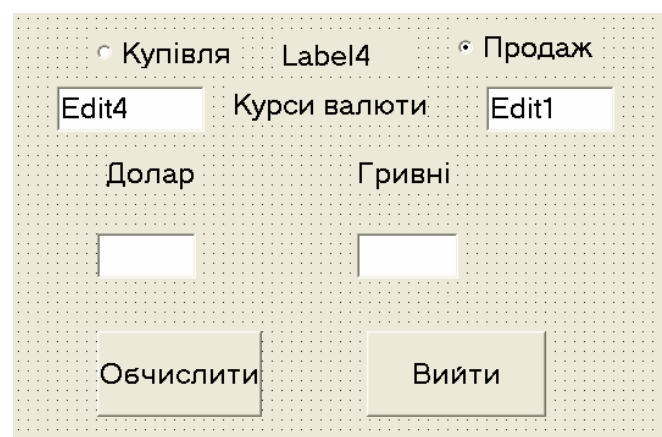 Купівля Label4 Продаж
Edit4 Курси валюти Edit1
Долар Гривні
Обчислити Вийти